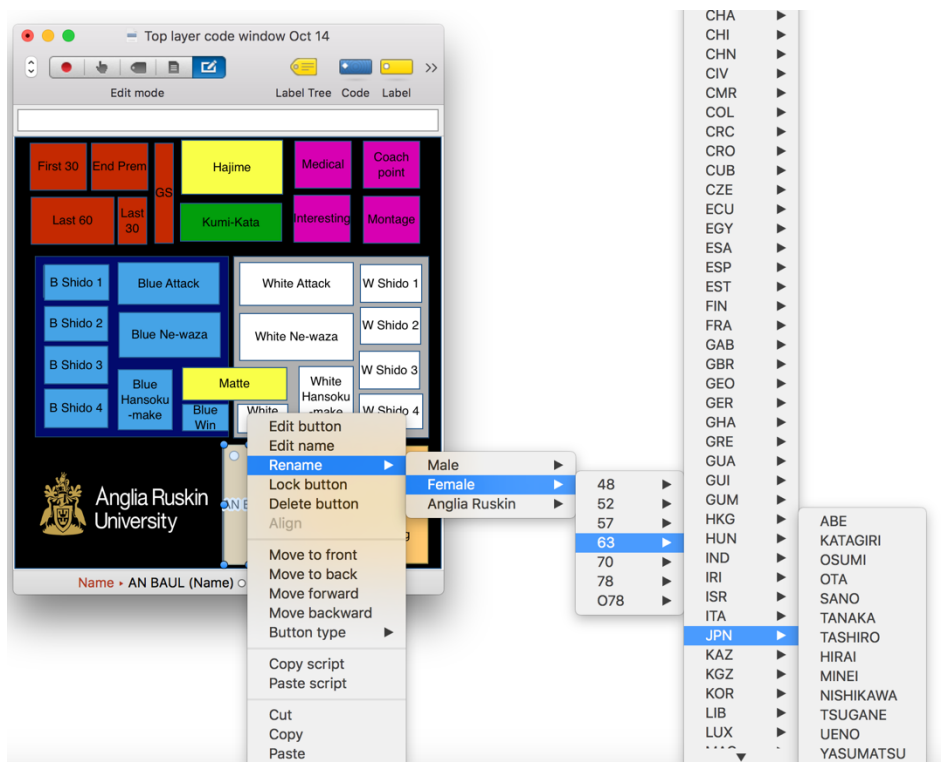 Top layer code window Oct 14
Edit mode
Label Tree
Code
Label
First 30
End Prem
GS
Hajime
Medical
Coach
point
Last 60
Last
30
Kumi-Kata
Interesting
Montage
B Shido 1
Blue Attack
White Attack
W Shido 1
B Shido 2
Blue Ne-waza
White Ne-waza
W Shido 2
B Shido 3
W Shido 3
B Shido 4
Blue
Hansoku
-make
Matte
White
Hansoku
-make
W Shido 4
Blue
Win
White
Anglia Ruskin
University
AN
Name ▸ AN BAUL (Name)
Edit button
Edit name
Rename
Lock button
Delete button
Align
Move to front
Move to back
Move forward
Move backward
Button type
Copy script
Paste script
Cut
Copy
Paste
Male
Female
Anglia Ruskin
48
52
57
63
70
78
O78
CHA
CHI
CHN
CIV
CMR
COL
CRC
CRO
CUB
CZE
ECU
EGY
ESA
ESP
EST
FIN
FRA
GAB
GBR
GEO
GER
GHA
GRE
GUA
GUI
GUM
HKG
HUN
IND
IRI
ISR
ITA
JPN
KAZ
KGZ
KOR
LIB
LUX
ABE
KATAGIRI
OSUMI
OTA
SANO
TANAKA
TASHIRO
HIRAI
MINEI
NISHIKAWA
TSUGANE
UENO
YASUMATSU